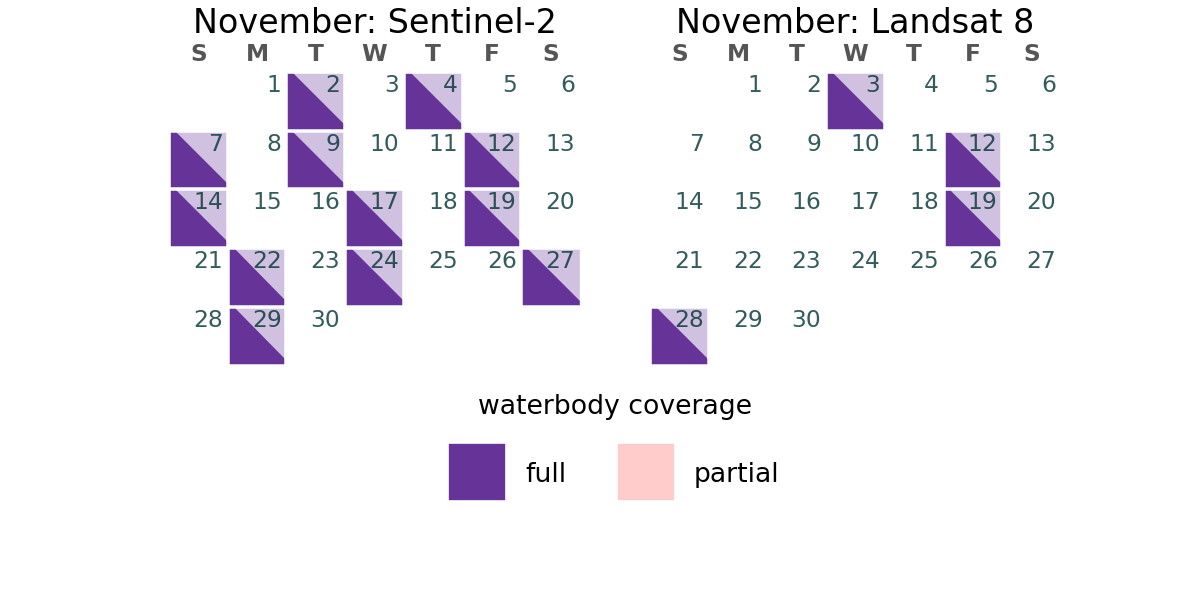 November: Sentinel-2
S M T W T F S
1 2 3 4 5 6
7 8 9 10 11 12 13
14 15 16 17 18 19 20
21 22 23 24 25 26 27
28 29 30
November: Landsat 8
S M T W T F S
1 2 3 4 5 6
7 8 9 10 11 12 13
14 15 16 17 18 19 20
21 22 23 24 25 26 27
28 29 30
waterbody coverage
full partial